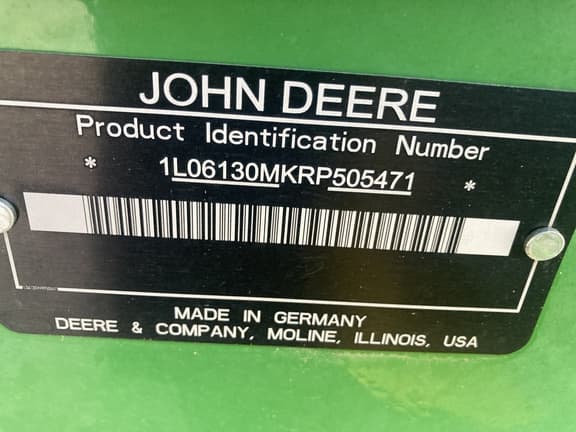 JOHN DEERE
Product Identification Number
* 1L06130MKRP505471 *
MADE IN GERMANY
DEERE & COMPANY, MOLINE, ILLINOIS, USA